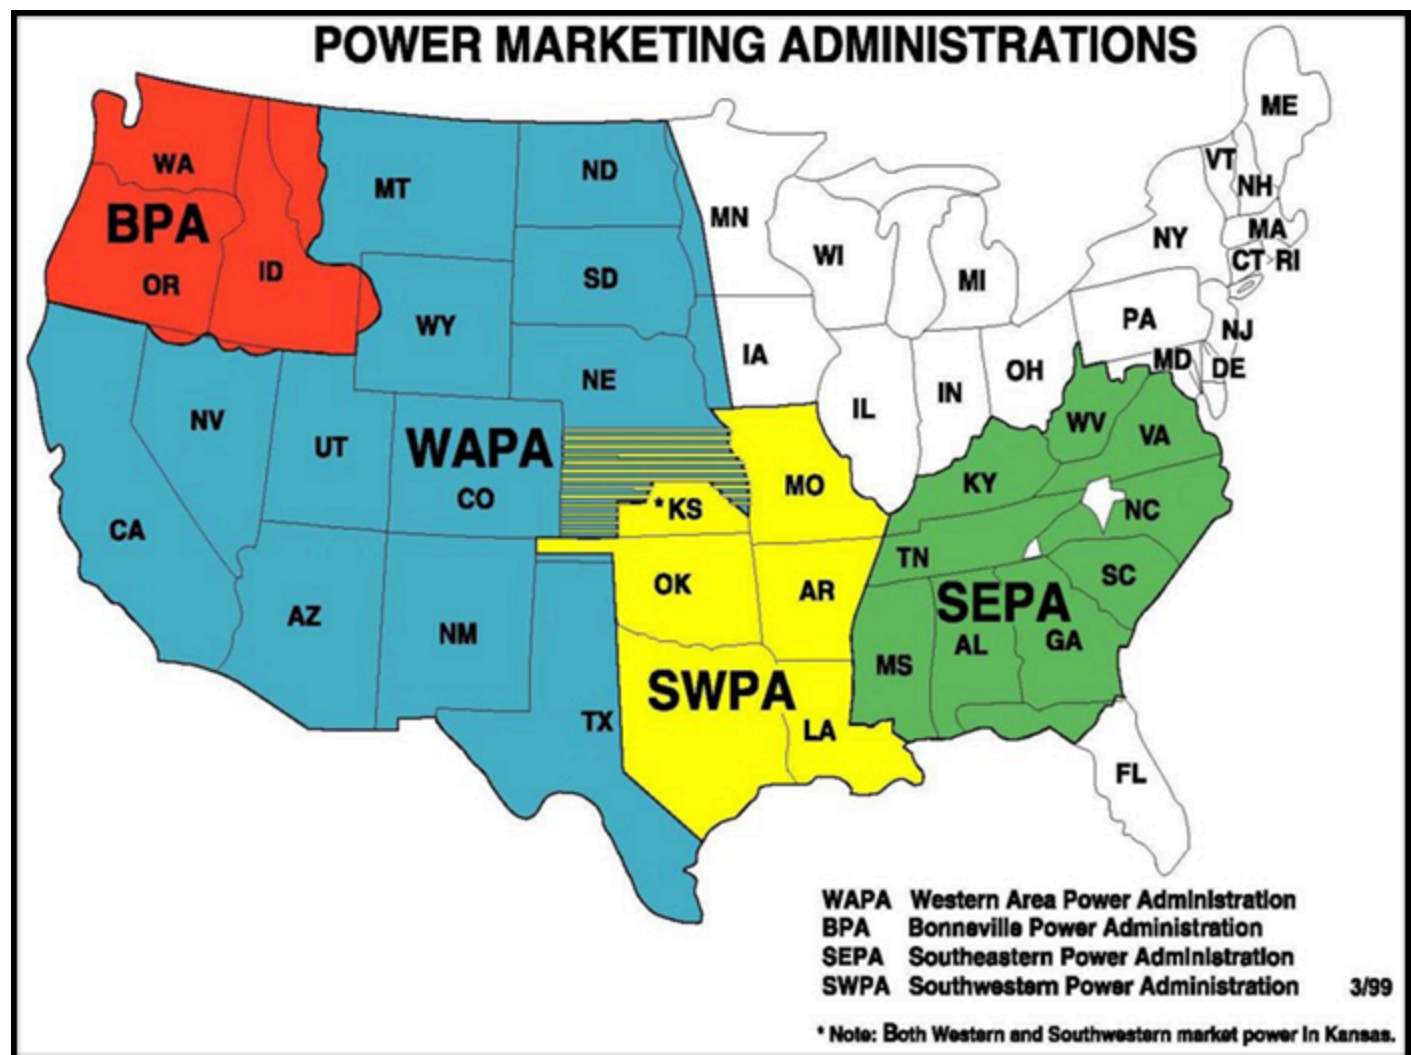 POWER MARKETING ADMINISTRATIONS
ME
WA
MT
ND
VT
NH
MN
BPA
NY
MA
WI
CT RI
OR
ID
SD
MI
WY
PA
NJ
IA
MD
DE
NE
OH
IL
IN
NV
WV
UT
WAPA
VA
CO
MO
KY
* KS
NC
CA
TN
OK
AR
SC
AZ
NM
SEPA
AL
GA
MS
SWPA
TX
LA
FL
WAPA Western Area Power Administration
BPA Bonneville Power Administration
SEPA Southeastern Power Administration
SWPA Southwestern Power Administration 3/99
* Note: Both Western and Southwestern market power in Kansas.